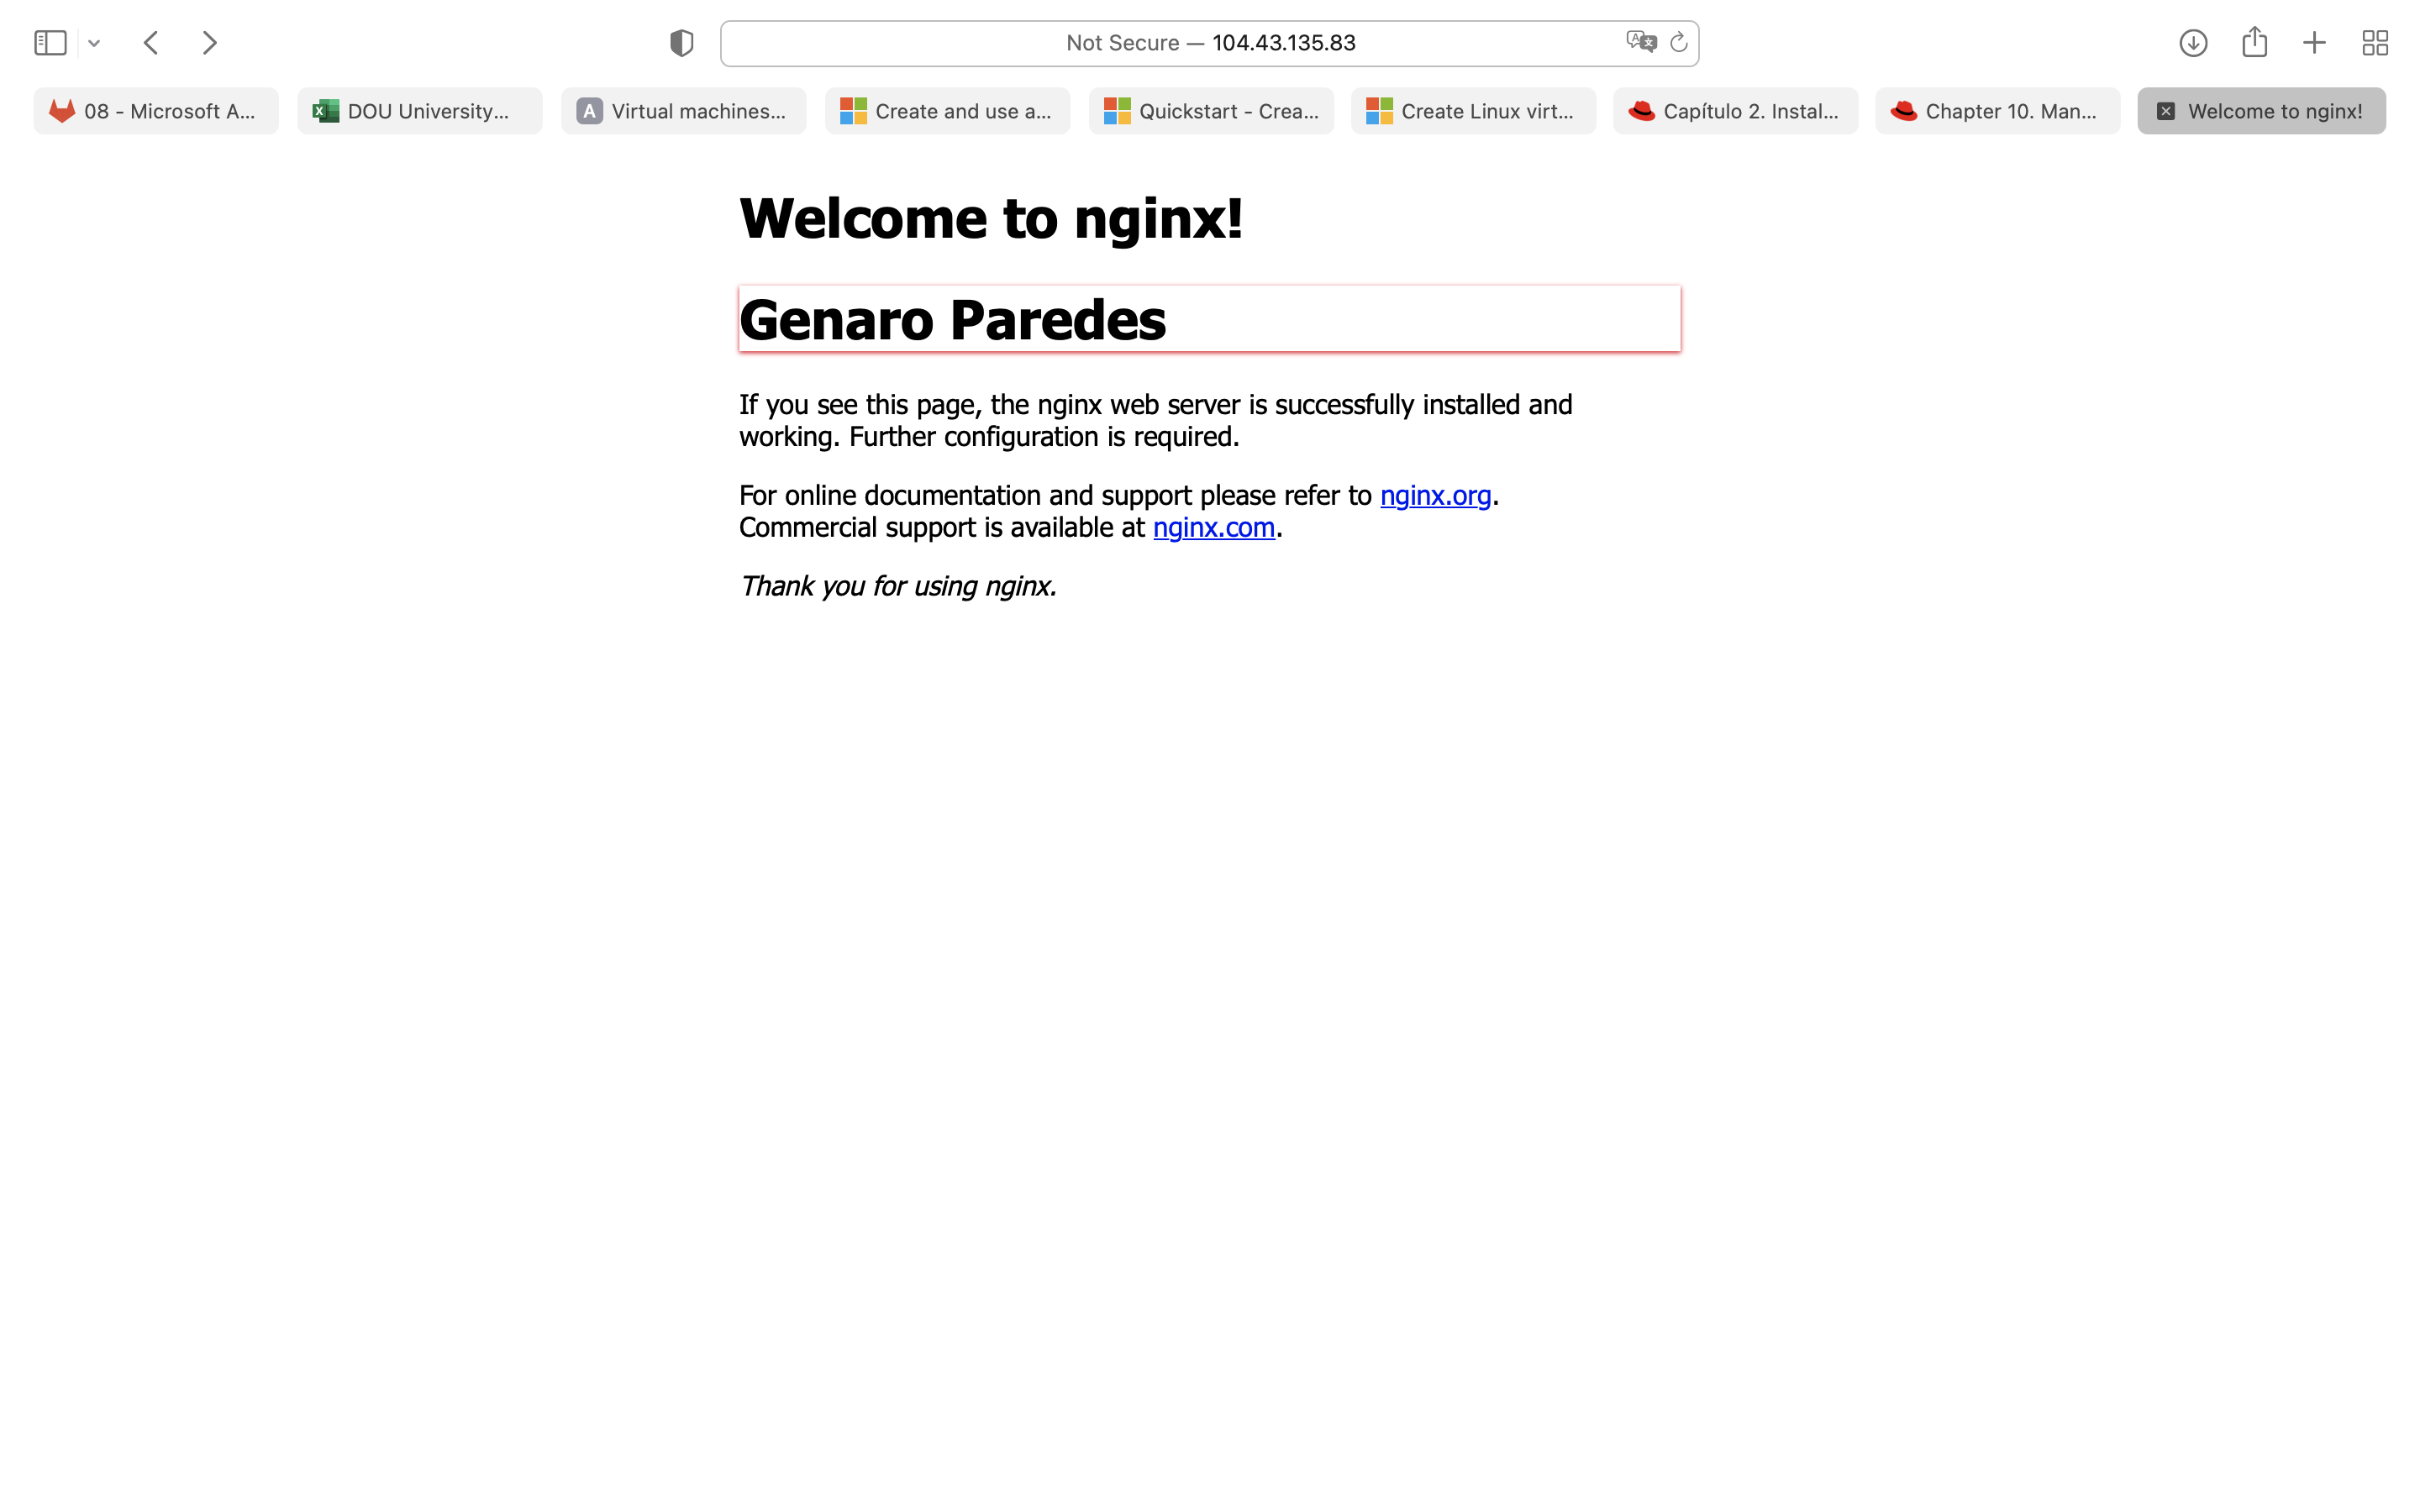 Not Secure — 104.43.135.83
08 - Microsoft A...
DOU University...
A Virtual machines...
Create and use a...
Quickstart - Crea...
Create Linux virt...
Capítulo 2. Instal...
Chapter 10. Man...
Welcome to nginx!
Welcome to nginx!
Genaro Paredes
If you see this page, the nginx web server is successfully installed and
working. Further configuration is required.
For online documentation and support please refer to nginx.org.
Commercial support is available at nginx.com.
Thank you for using nginx.